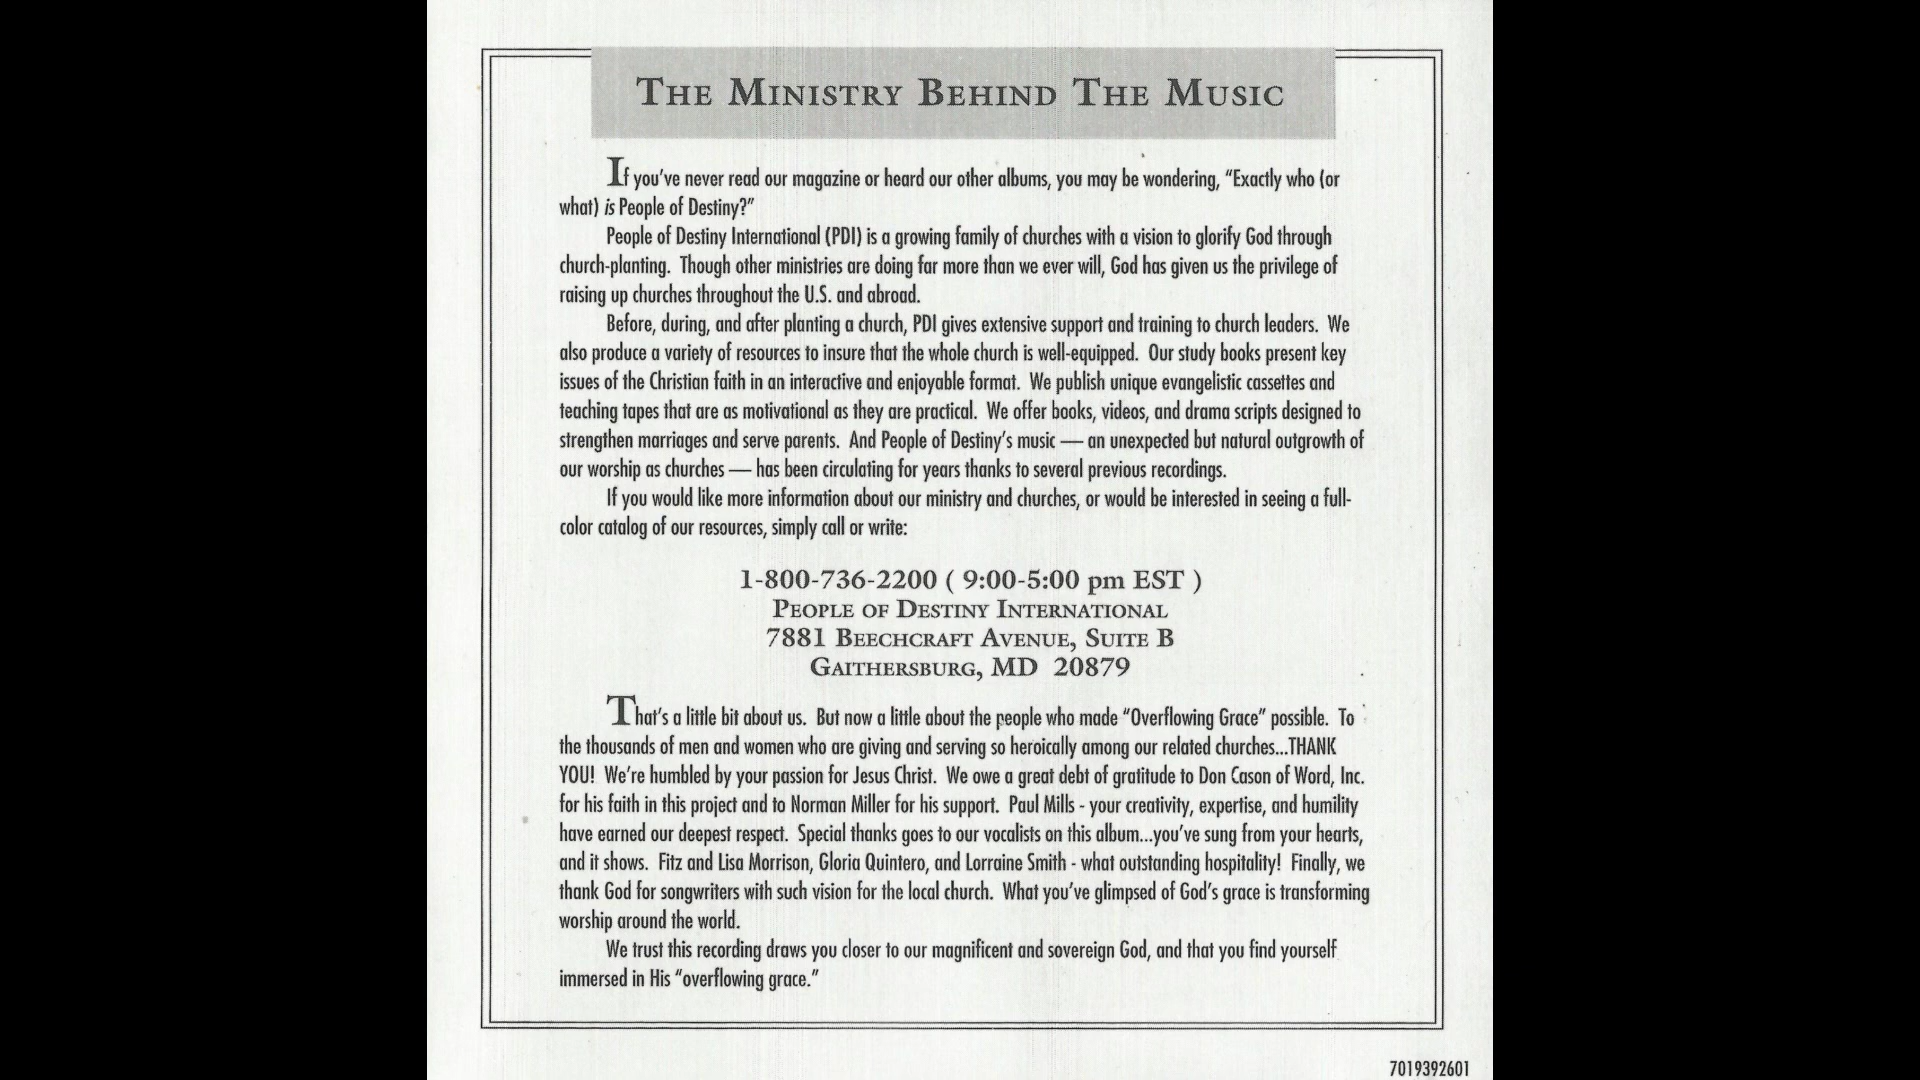 The Ministry Behind The Music
If you've never read our magazine or heard our other albums, you may be wondering, "Exactly who (or
what) is People of Destiny?"
People of Destiny International (PDI) is a growing family of churches with a vision to glorify God through
church-planting. Though other ministries are doing far more than we ever will, God has given us the privilege of
raising up churches throughout the U.S. and abroad.
Before, during, and after planting a church, PDI gives extensive support and training to church leaders. We
also produce a variety of resources to insure that the whole church is well-equipped. Our study books present key
issues of the Christian faith in an interactive and enjoyable format. We publish unique evangelistic cassettes and
teaching tapes that are as motivational as they are practical. We offer books, videos, and drama scripts designed to
strengthen marriages and serve parents. And People of Destiny's music — an unexpected but natural outgrowth of
our worship as churches — has been circulating for years thanks to several previous recordings.
If you would like more information about our ministry and churches, or would be interested in seeing a full-
color catalog of our resources, simply call or write:
1-800-736-2200 ( 9:00-5:00 pm EST )
People of Destiny International
7881 Beechcraft Avenue, Suite B
Gaithersburg, MD 20879
That's a little bit about us. But now a little about the people who made "Overflowing Grace" possible. To
the thousands of men and women who are giving and serving so heroically among our related churches...THANK
YOU! We're humbled by your passion for Jesus Christ. We owe a great debt of gratitude to Don Cason of Word, Inc.
for his faith in this project and to Norman Miller for his support. Paul Mills - your creativity, expertise, and humility
have earned our deepest respect. Special thanks goes to our vocalists on this album...you've sung from your hearts,
and it shows. Fitz and Lisa Morrison, Gloria Quintero, and Lorraine Smith - what outstanding hospitality! Finally, we
thank God for songwriters with such vision for the local church. What you've glimpsed of God's grace is transforming
worship around the world.
We trust this recording draws you closer to our magnificent and sovereign God, and that you find yourself
immersed in His "overflowing grace."
7019392601